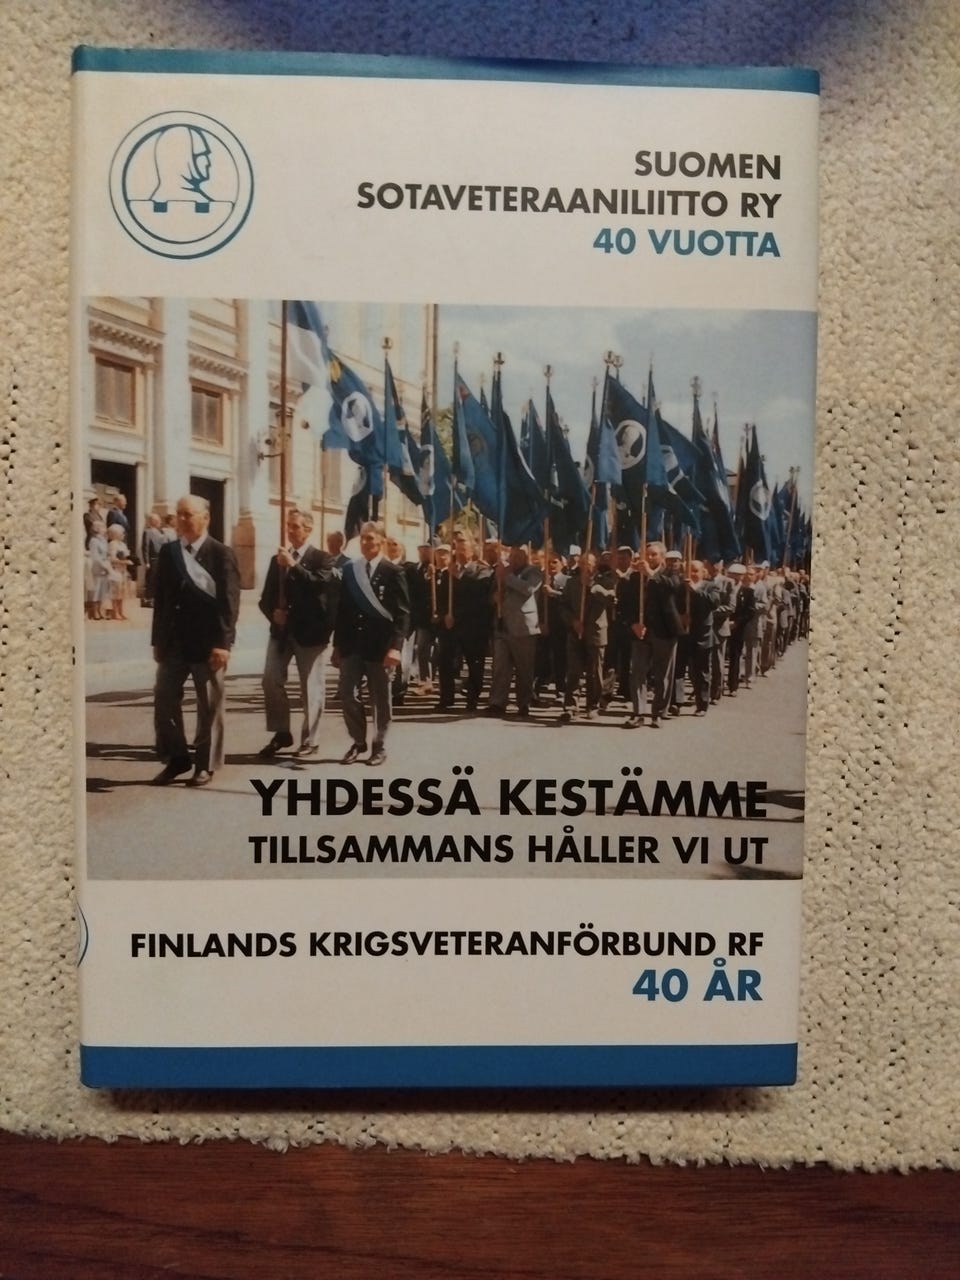 SUOMEN
SOTAVETERAANILIITTO RY
40 VUOTTA
YHDESSÄ KESTÄMME
TILLSAMMANS HÅLLER VI UT
FINLANDS KRIGSVETERANFÖRBUND RF
40 ÅR